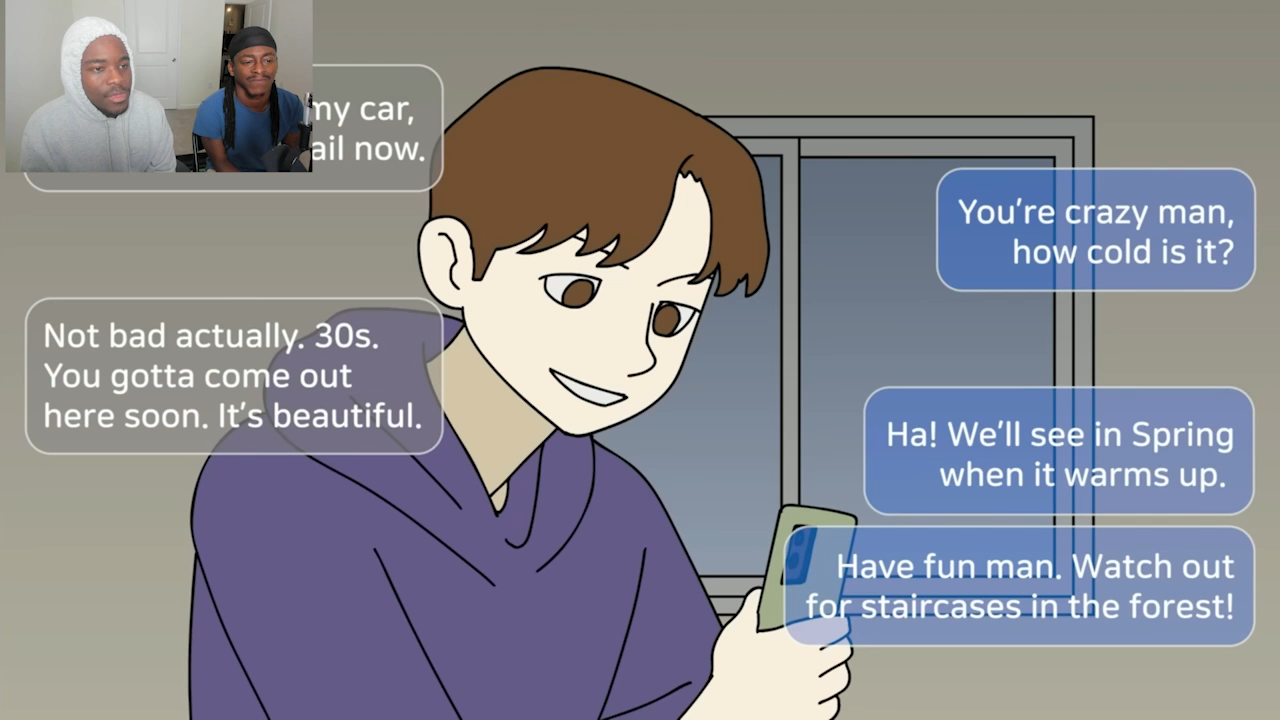 my car,
ail now.
You're crazy man,
how cold is it?
Not bad actually. 30s.
You gotta come out
here soon. It's beautiful.
Ha! We'll see in Spring
when it warms up.
Have fun man. Watch out
for staircases in the forest!